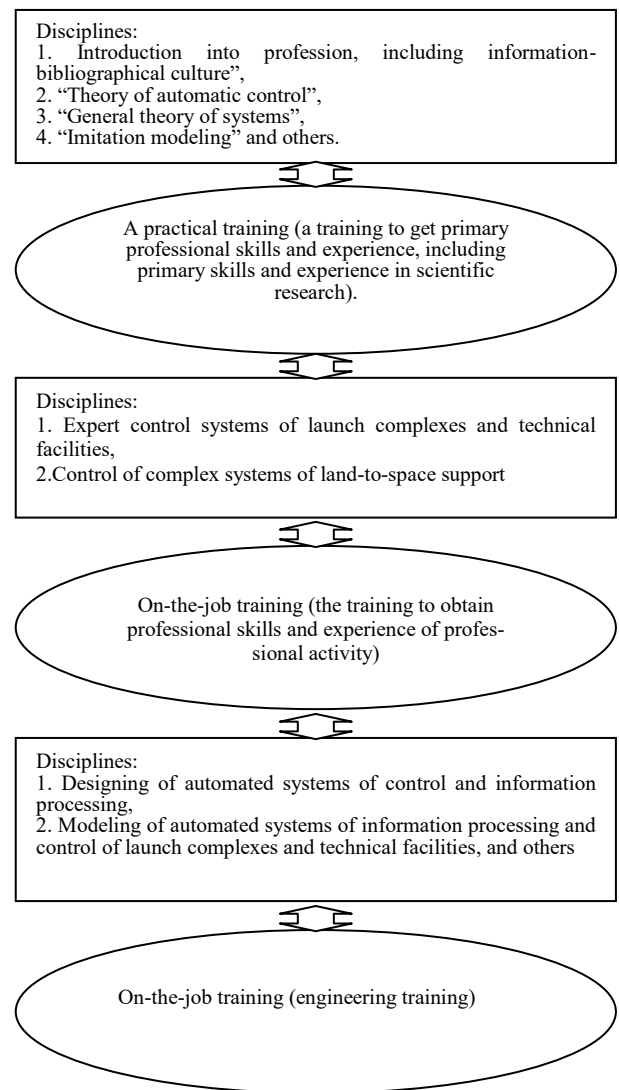 Disciplines:
1. Introduction into profession, including information-
bibliographical culture”,
2. “Theory of automatic control”,
3. “General theory of systems”,
4. “Imitation modeling” and others.
A practical training (a training to get primary
professional skills and experience, including
primary skills and experience in scientific
research).
Disciplines:
1. Expert control systems of launch complexes and technical
facilities,
2.Control of complex systems of land-to-space support
On-the-job training (the training to obtain
professional skills and experience of profes-
sional activity)
Disciplines:
1. Designing of automated systems of control and information
processing,
2. Modeling of automated systems of information processing and
control of launch complexes and technical facilities, and others
On-the-job training (engineering training)